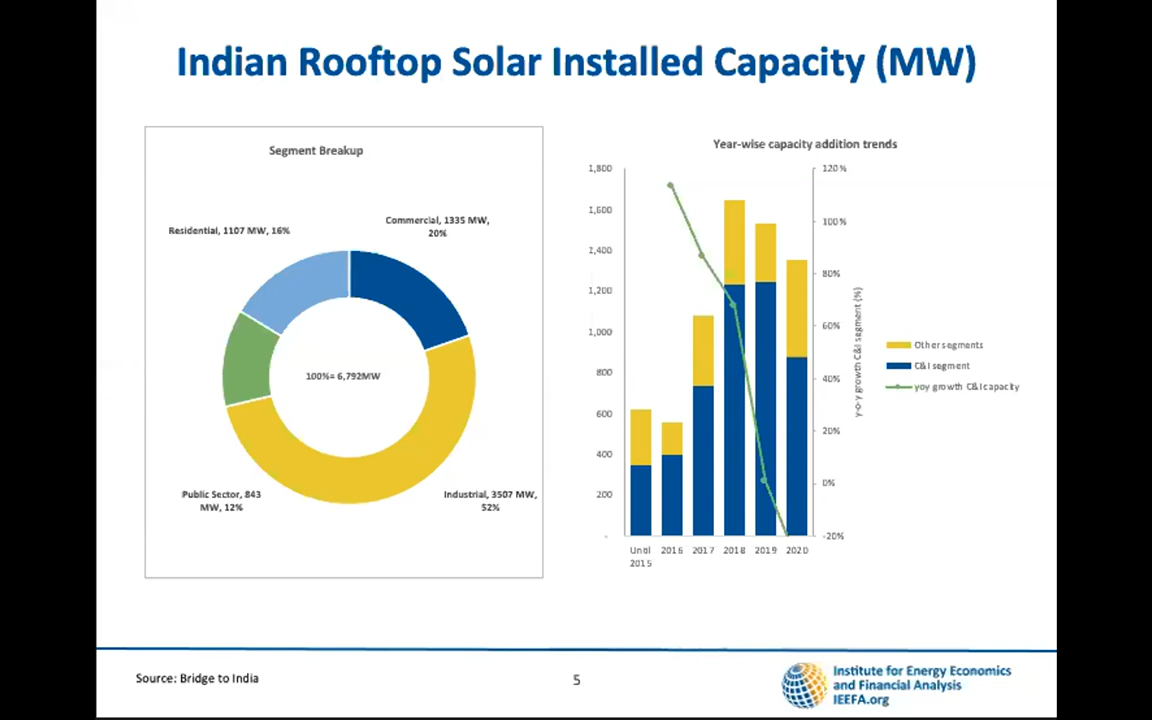 Indian Rooftop Solar Installed Capacity (MW)
Segment Breakup
Residential, 1107 MW, 16%
Commercial, 1335 MW,
20%
100%= 6,792MW
Public Sector, 843
MW, 12%
Industrial, 3507 MW,
52%
Year-wise capacity addition trends
1,800
1,600
1,400
1,200
1,000
800
600
400
200
-
120%
100%
80%
60%
40%
20%
0%
-20%
y-o-y growth C&I segment (%)
Until
2015
2016
2017
2018
2019
2020
Other segments
C&I segment
yoy growth C&I capacity
Source: Bridge to India
5
Institute for Energy Economics
and Financial Analysis
IEEFA.org